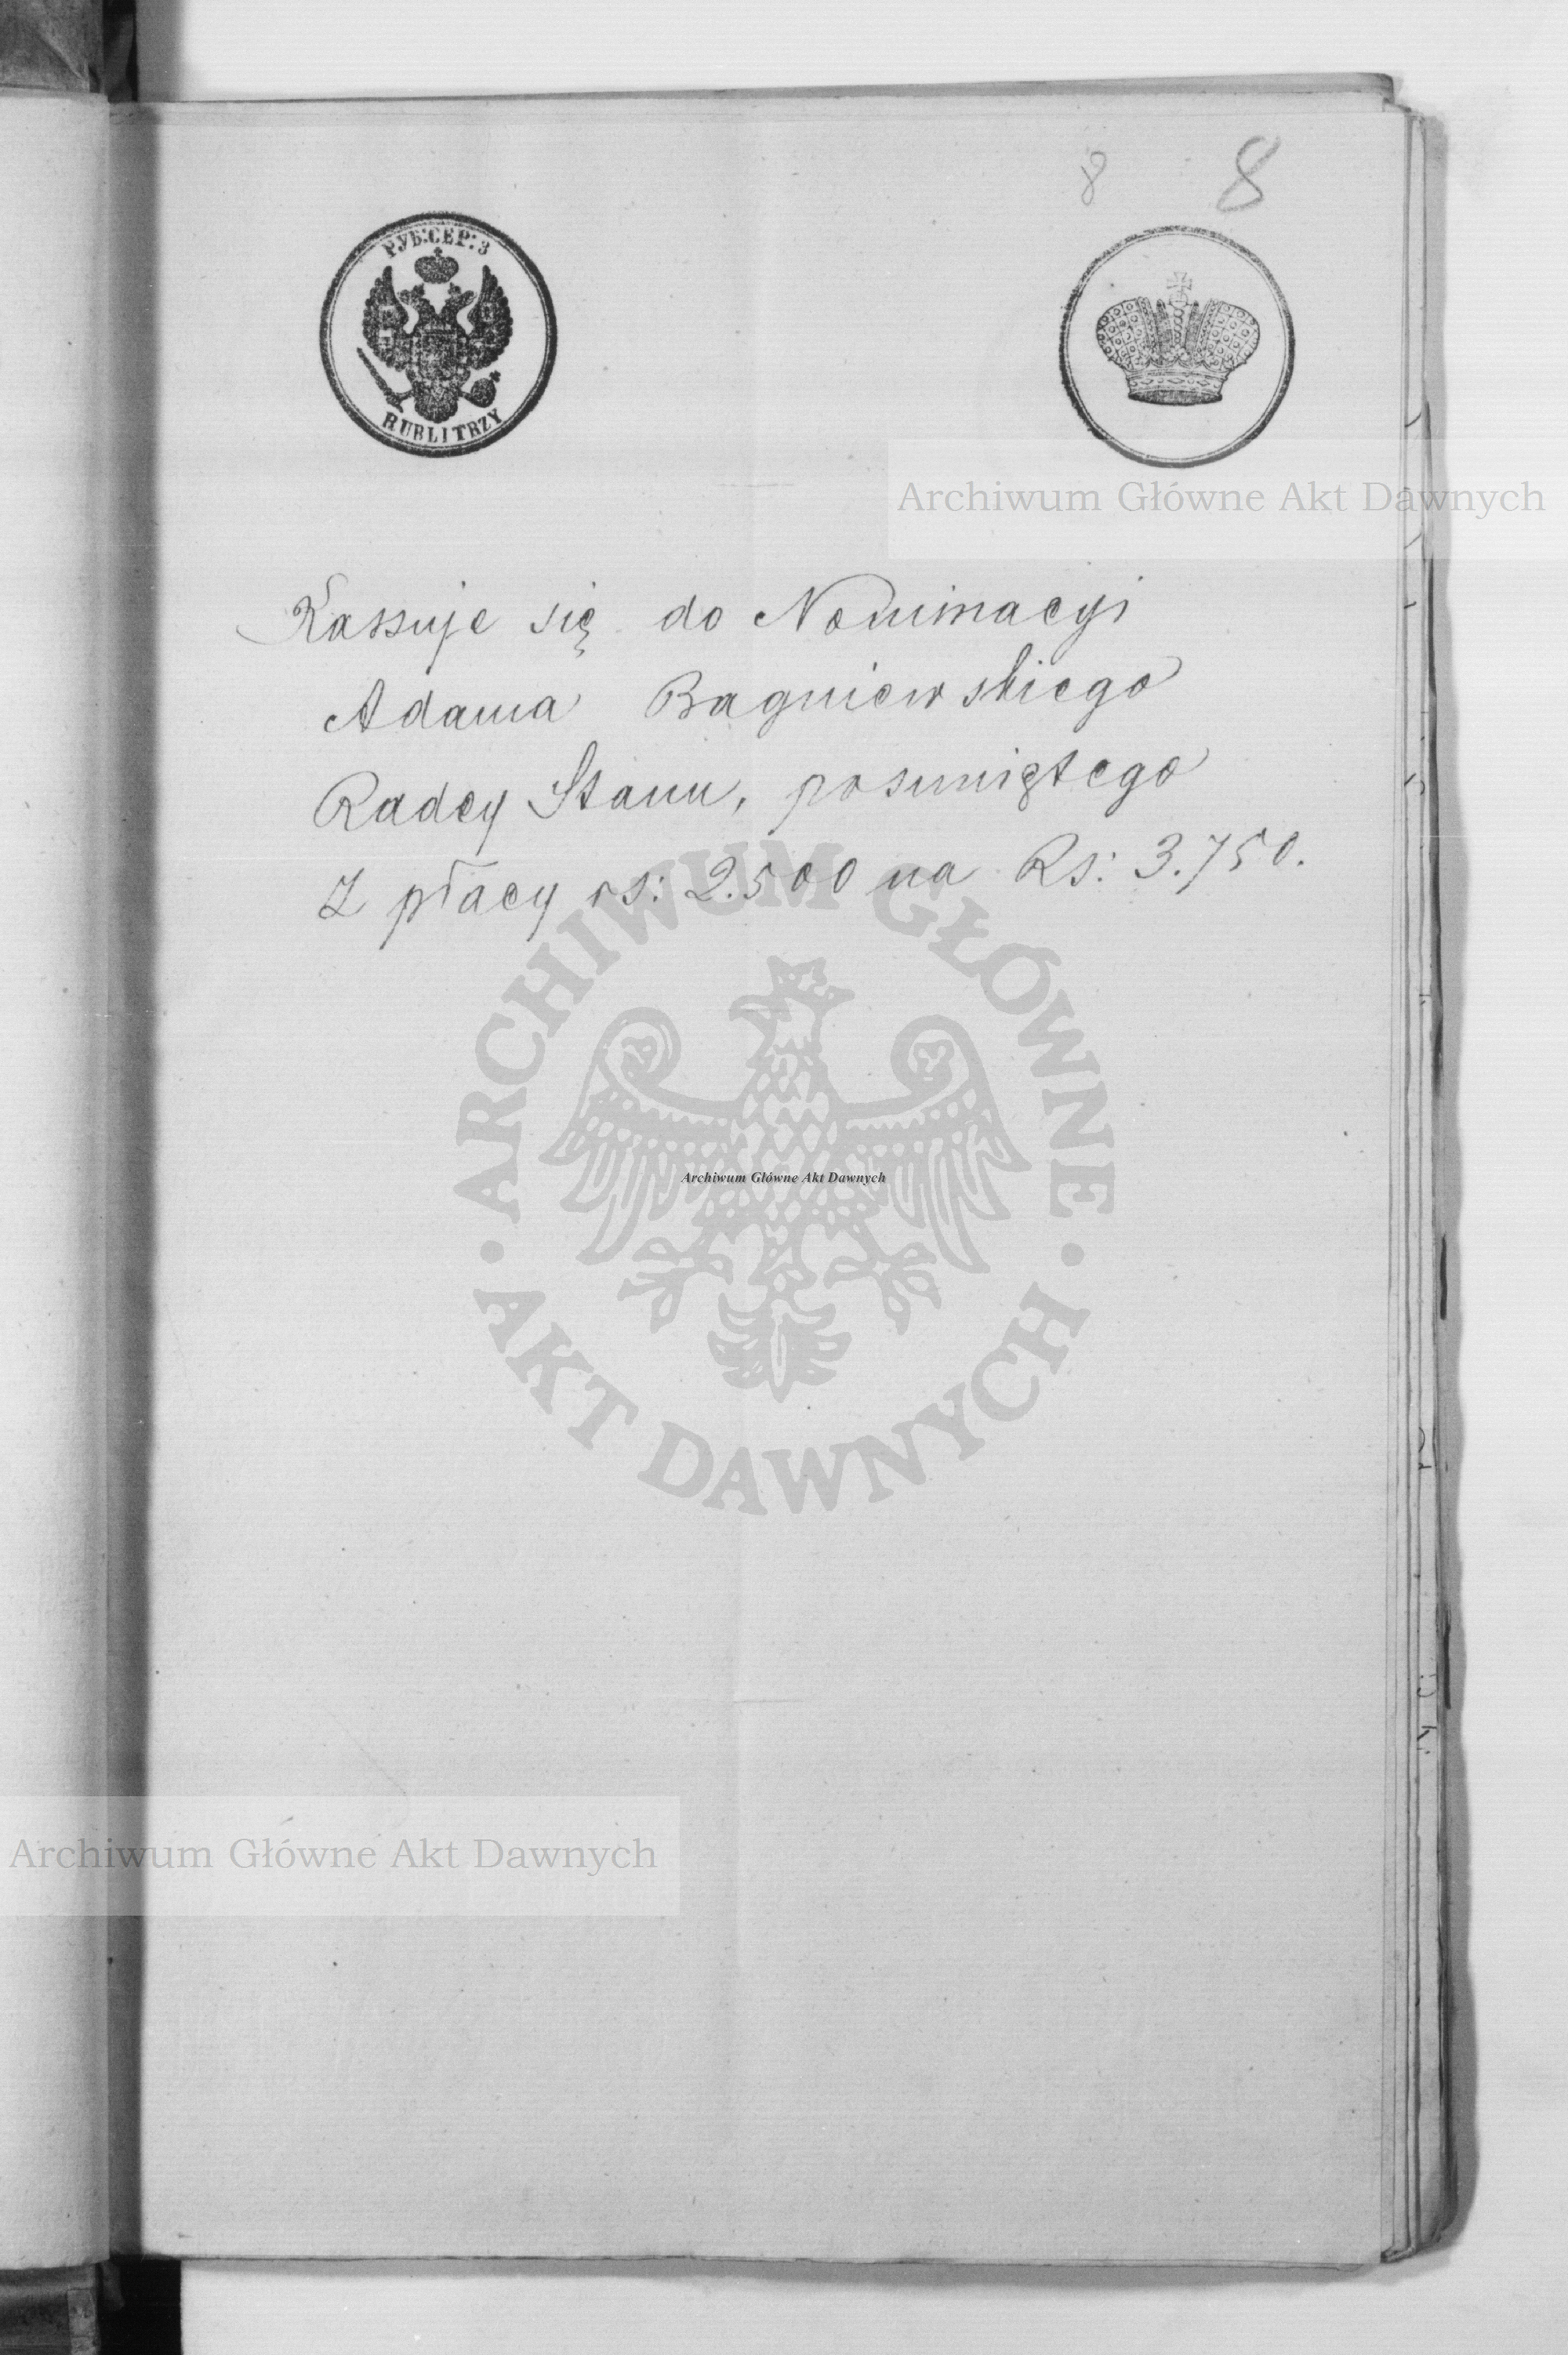 8 8
РУБ:СЕР:3
RUBLI TRZY
Archiwum Główne Akt Dawnych
Kassuje się do Nominacyi
Adama Bagniewskiego
Radcy Stanu, posuniętego
Z płacy rs: 2.500 na Rs: 3.750.
ARCHIWUM GŁÓWNE
Archiwum Główne Akt Dawnych
AKT DAWNYCH
Archiwum Główne Akt Dawnych